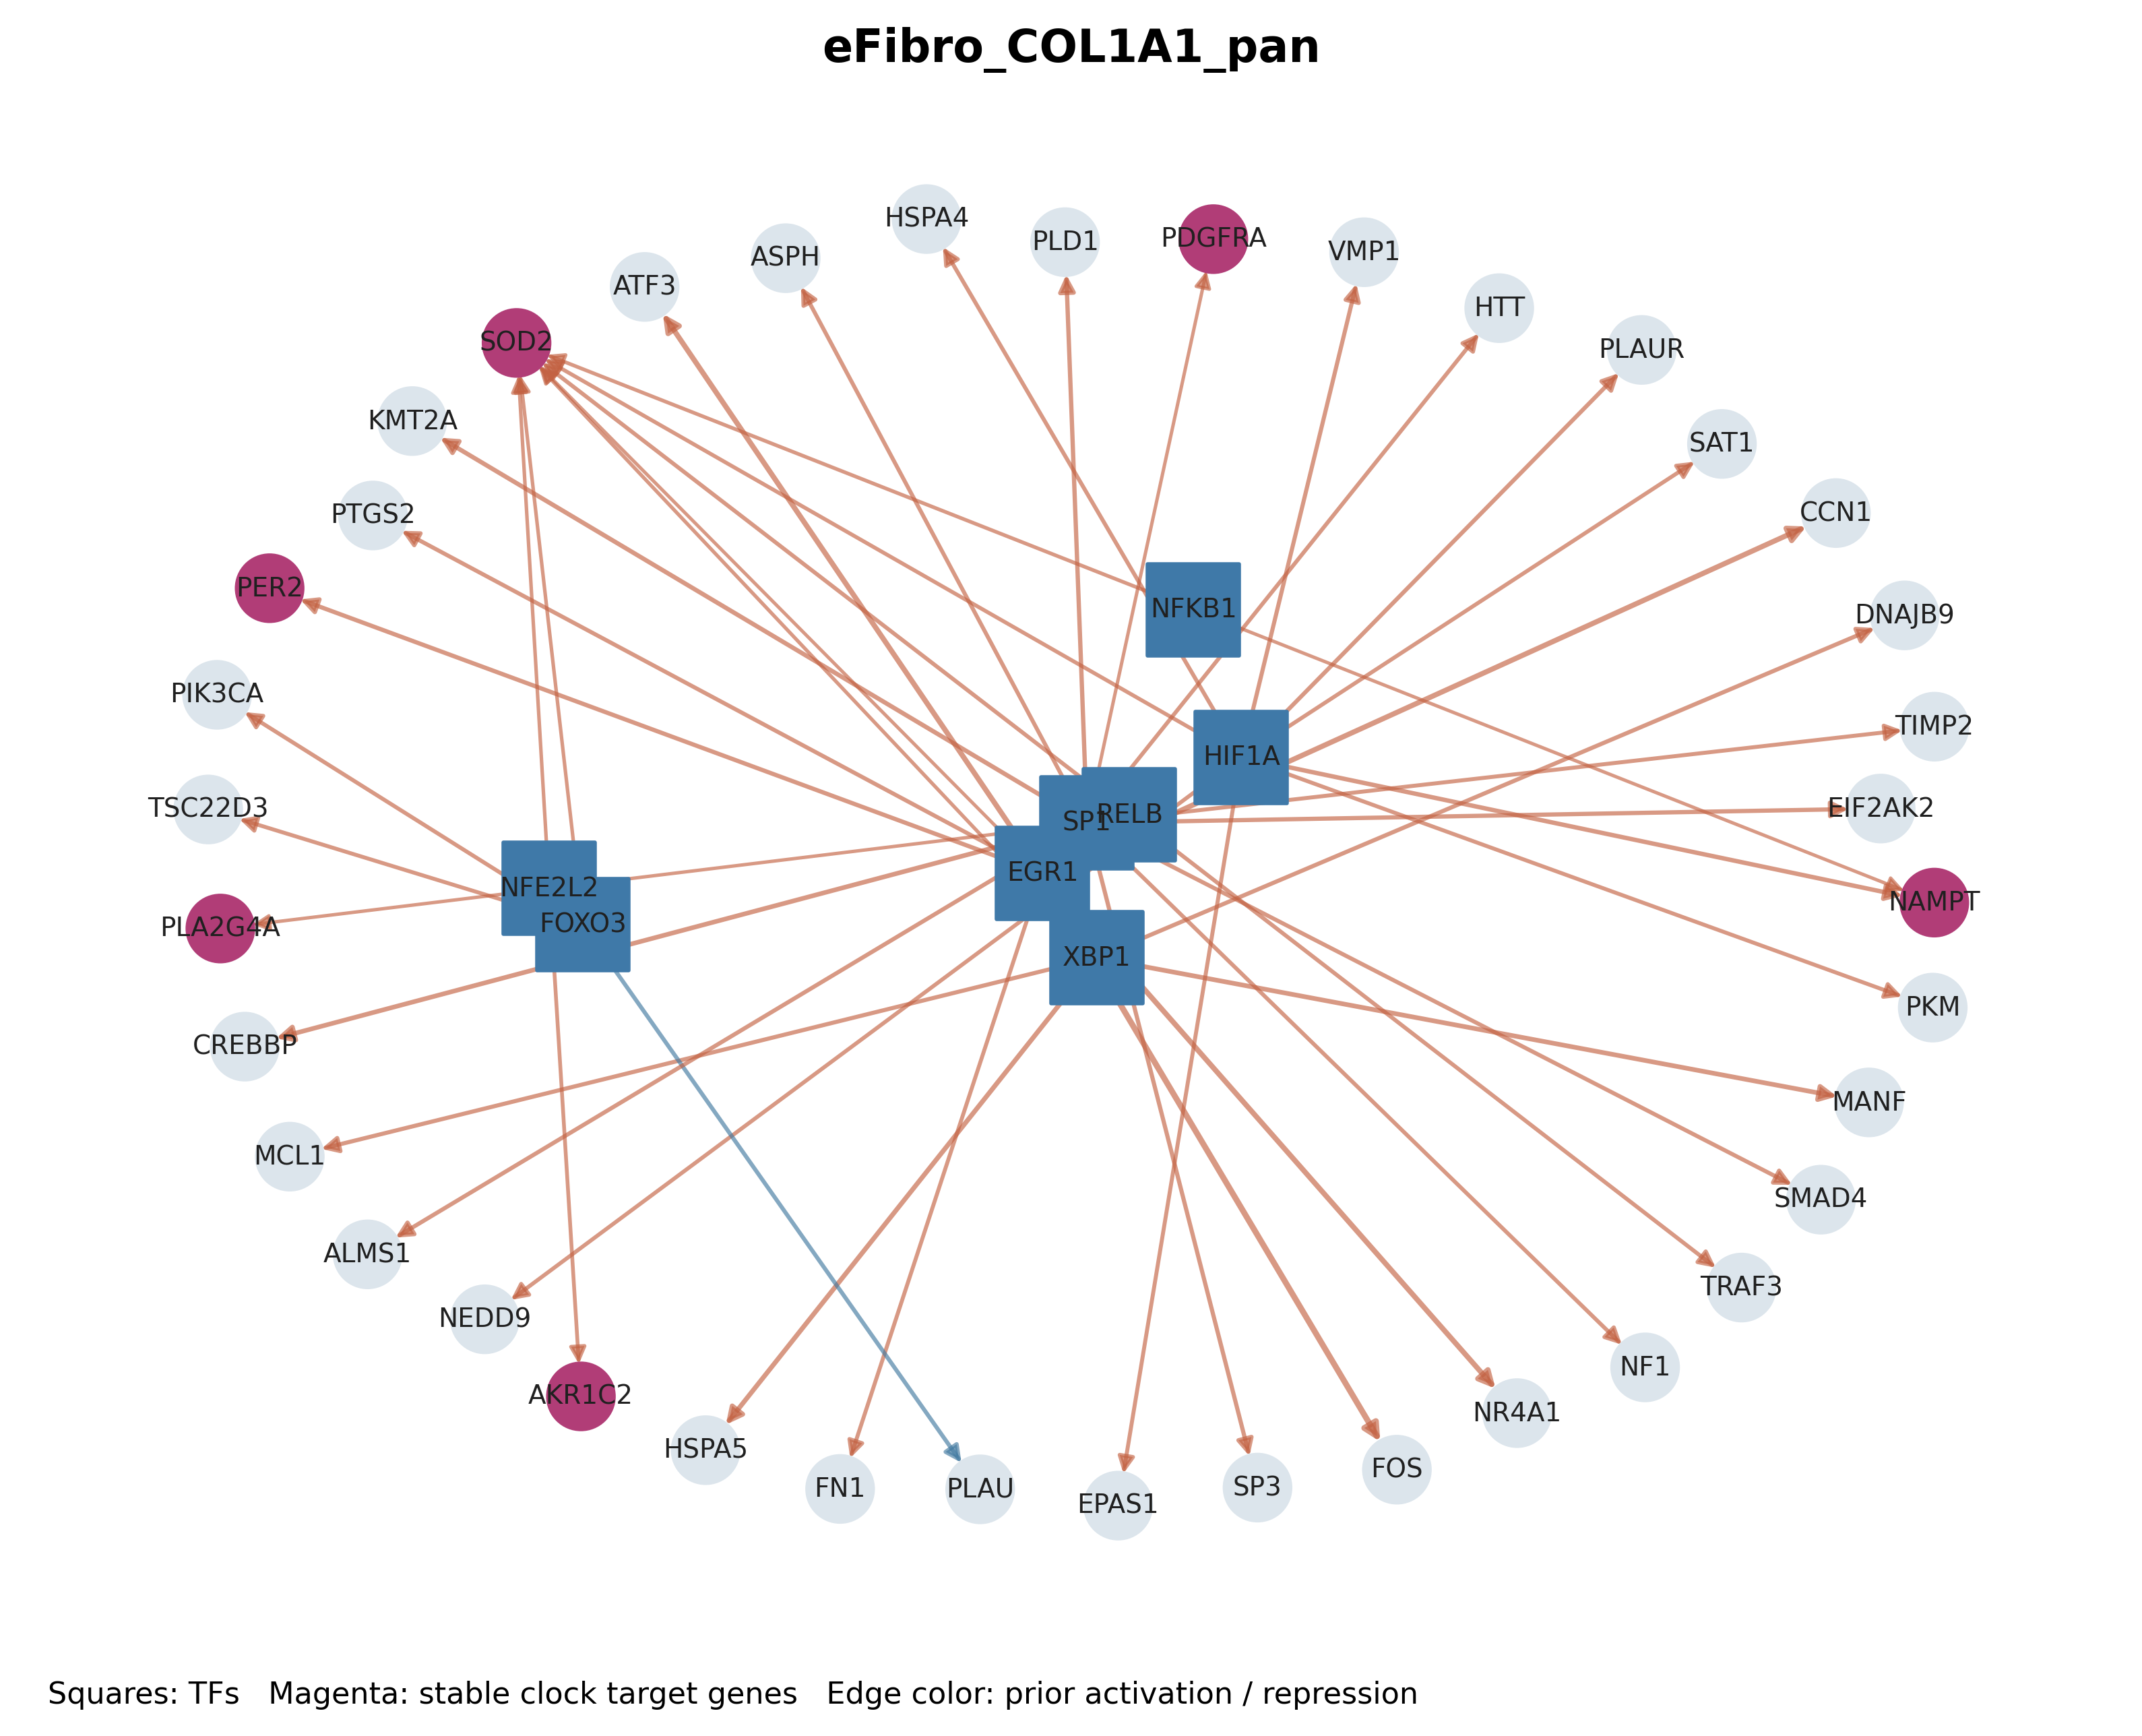 eFibro_COL1A1_pan
HSPA4
PLD1
PDGFRA
VMP1
ASPH
ATF3
HTT
SOD2
PLAUR
KMT2A
SAT1
PTGS2
CCN1
PER2
NFKB1
DNAJB9
PIK3CA
TIMP2
HIF1A
TSC22D3
SP1
RELB
EIF2AK2
EGR1
NFE2L2
NAMPT
PLA2G4A
FOXO3
XBP1
PKM
CREBBP
MANF
MCL1
SMAD4
ALMS1
TRAF3
NEDD9
NF1
AKR1C2
NR4A1
HSPA5
FOS
FN1
PLAU
SP3
EPAS1
Squares: TFs   Magenta: stable clock target genes   Edge color: prior activation / repression